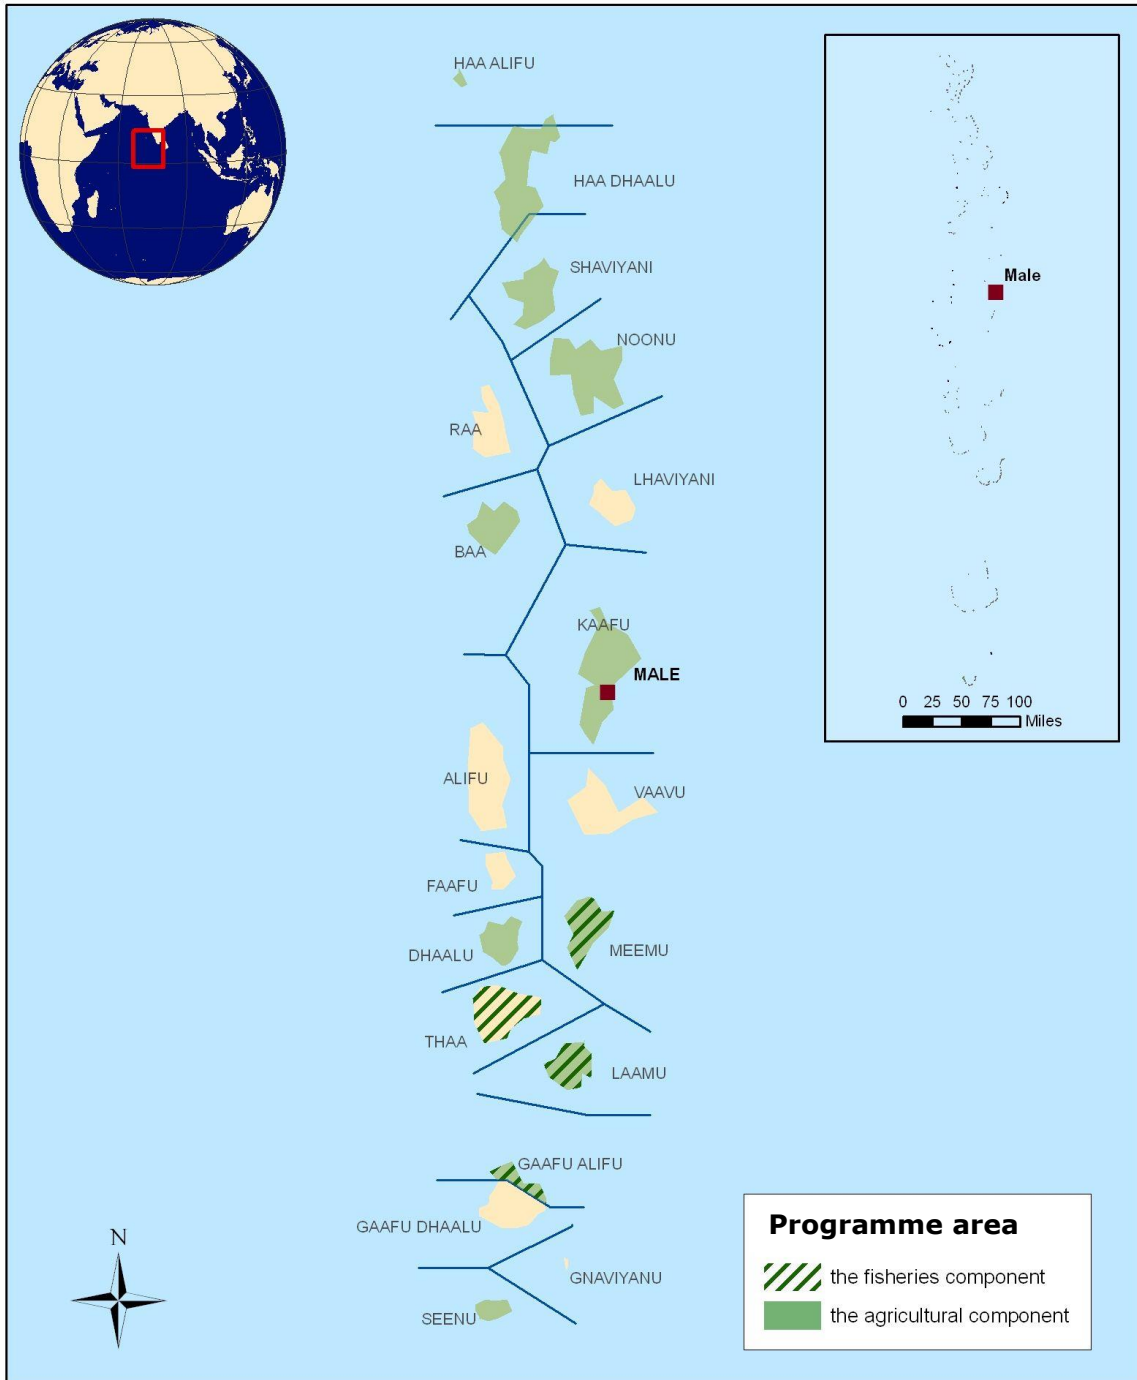 HAA ALIFU
HAA DHAALU
SHAVIYANI
NOONU
RAA
LHAVIYANI
BAA
KAAFU
MALE
ALIFU
VAAVU
FAAFU
DHAALU
MEEMU
THAA
LAAMU
GAAFU ALIFU
GAAFU DHAALU
GNAVIYANU
SEENU
N
Male
0 25 50 75 100
Miles
Programme area
the fisheries component
the agricultural component